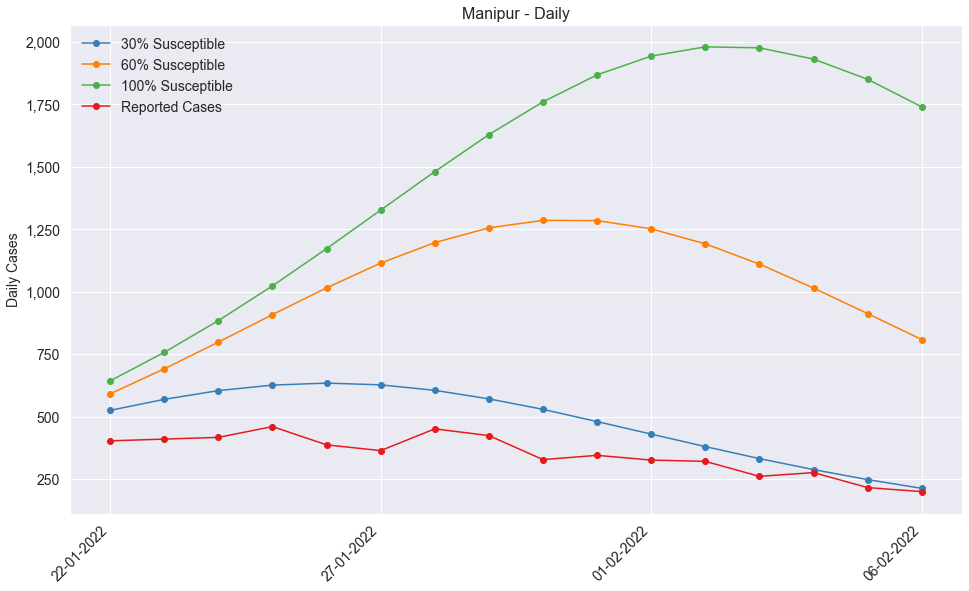 Manipur - Daily
30% Susceptible
60% Susceptible
100% Susceptible
Reported Cases
Daily Cases
2,000
1,750
1,500
1,250
1,000
750
500
250
22-01-2022
27-01-2022
01-02-2022
06-02-2022